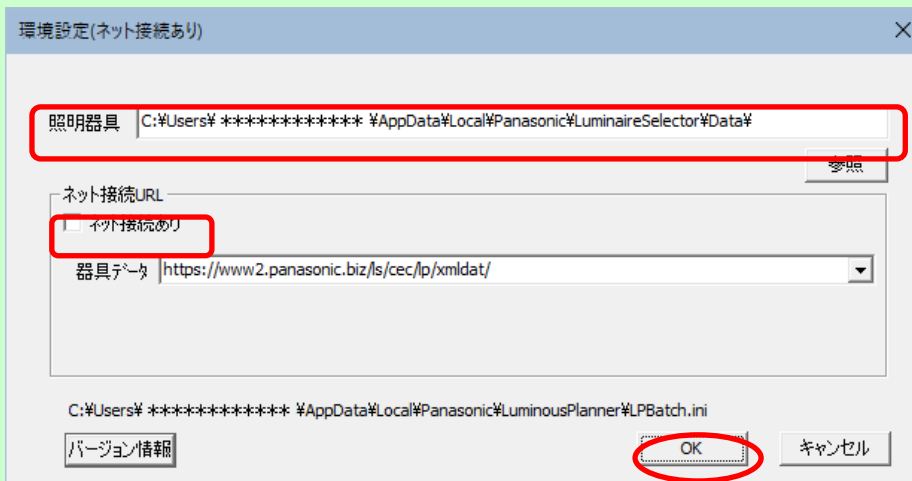 環境設定(ネット接続あり)
照明器具 C:¥Users¥ ************ ¥AppData¥Local¥Panasonic¥LuminaireSelector¥Data¥
参照
ネット接続URL
ネット接続あり
器具データ https://www2.panasonic.biz/ls/cec/lp/xmldat/
C:¥Users¥ ************ ¥AppData¥Local¥Panasonic¥LuminousPlanner¥LPBatch.ini
バージョン情報 OK キャンセル